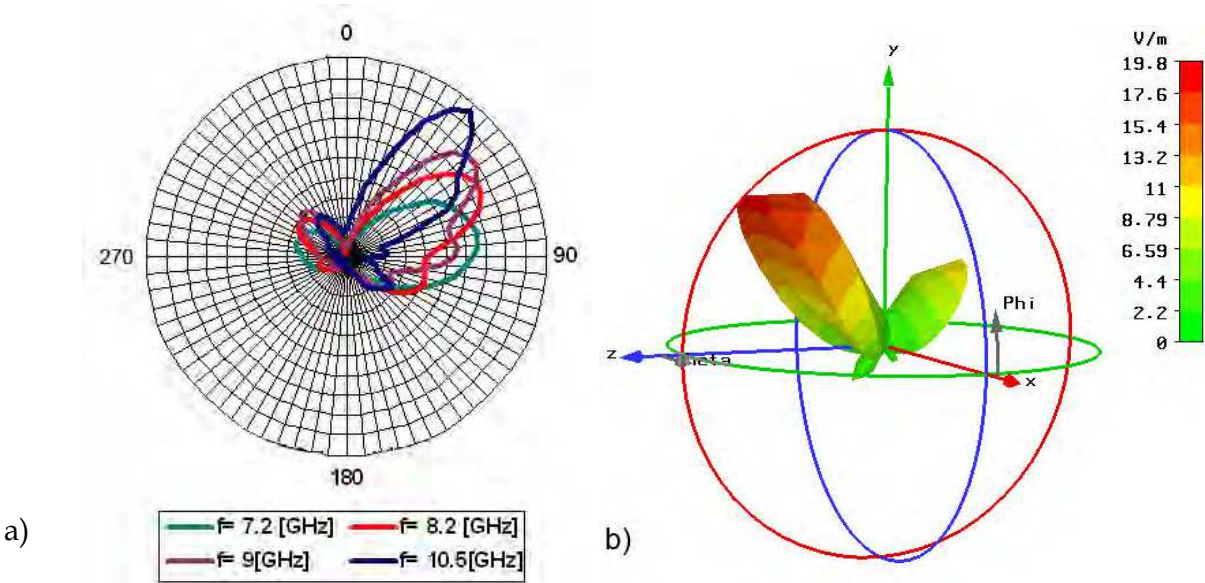 0
270
90
180
f= 7.2 [GHz]
f= 8.2 [GHz]
f= 9[GHz]
f= 10.5[GHz]
a)
y
z
x
Phi
V/m
19.8
17.6
15.4
13.2
11
8.79
6.59
4.4
2.2
0
b)